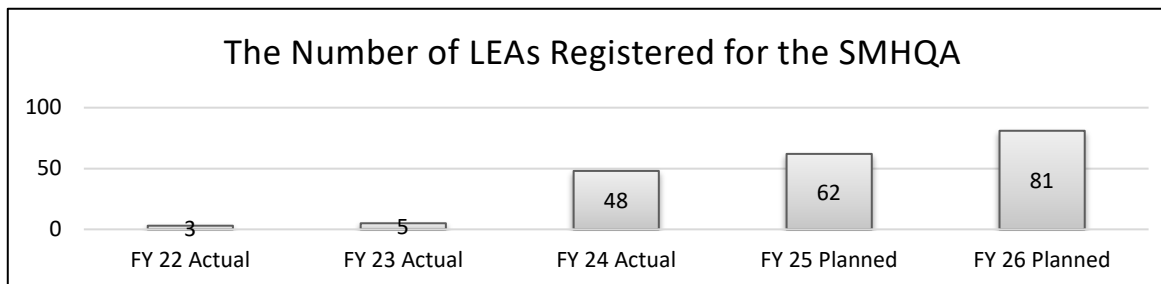 The Number of LEAs Registered for the SMHQA
100
50
0
3
5
48
62
81
FY 22 Actual
FY 23 Actual
FY 24 Actual
FY 25 Planned
FY 26 Planned